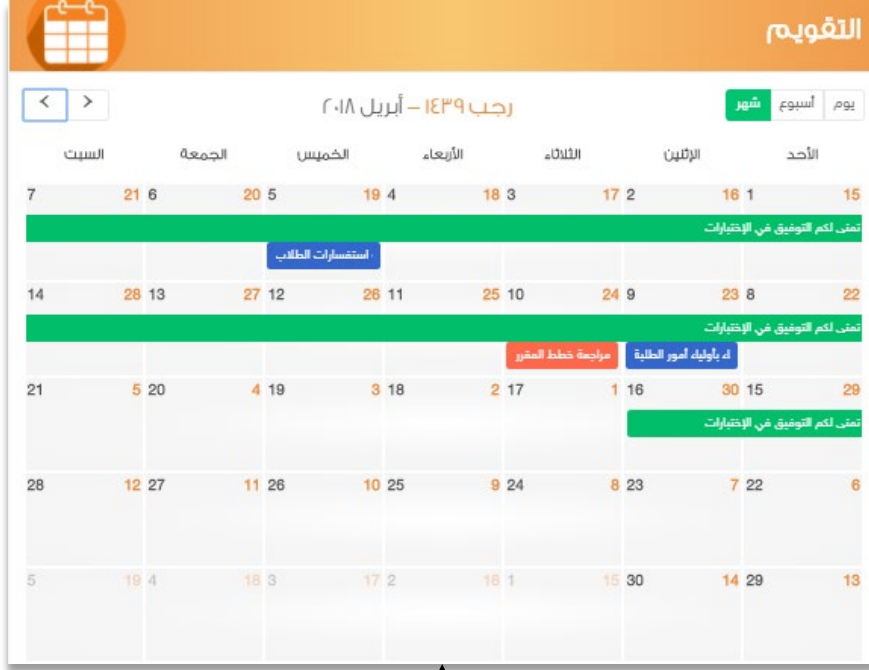 التقويم
يوم أسبوع شهر
رجب ١٤٣٩ – أبريل ٢٠١٨
الأحد الإثنين الثلاثاء الأربعاء الخميس الجمعة السبت
15 1 16 2 17 3 18 4 19 5 20 6 21 7
تمنى لكم التوفيق في الإختبارات
استفسارات الطلاب
22 8 23 9 24 10 25 11 26 12 27 13 28 14
تمنى لكم التوفيق في الإختبارات
اء بأولياء أمور الطلبة مراجعة خطط المقرر
29 15 30 16 1 17 2 18 3 19 4 20 5 21
تمنى لكم التوفيق في الإختبارات
6 22 7 23 8 24 9 25 10 26 11 27 12 28
13 29 14 30 15 1 16 2 17 3 18 4 19 5